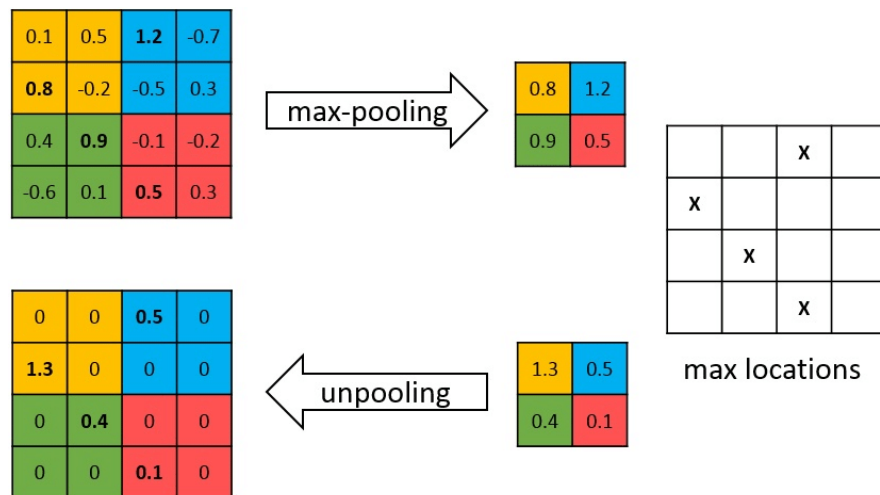 0.1 0.5 1.2 -0.7
0.8 -0.2 -0.5 0.3
0.4 0.9 -0.1 -0.2
-0.6 0.1 0.5 0.3
max-pooling
0.8 1.2
0.9 0.5
X
X
X
X
max locations
0 0 0.5 0
1.3 0 0 0
0 0.4 0 0
0 0 0.1 0
unpooling
1.3 0.5
0.4 0.1